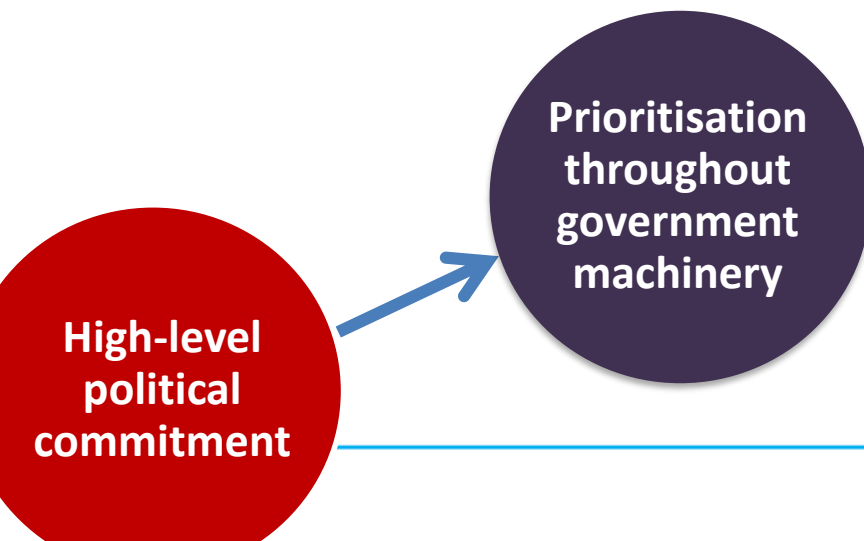 Prioritisation
throughout
government
machinery
High-level
political
commitment